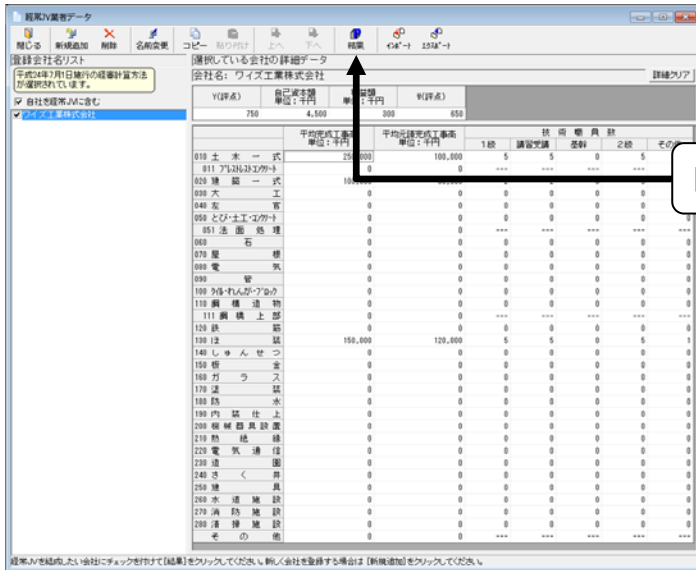 経常JV業者データ
閉じる 新規追加 削除 名前変更 コピー 貼り付け 上へ 下へ 結果 ｲﾝﾎﾟｰﾄ ｴｸｽﾎﾟｰﾄ
登録会社名リスト
平成24年7月1日施行の経審計算方法
が選択されています。
自社を経常JVに含む
ワイズ工業株式会社
選択している会社の詳細データ
会社名: ワイズ工業株式会社 詳細クリア
Y(評点) 自己資本額 単位:千円 単位:千円 W(評点)
750 4,500 300 650
技 術 職 員 数
平均完成工事高 単位:千円 平均元請完成工事高 単位:千円 1級 講習受講 基幹 2級 その他
010 土 木 一 式 100,000 5 5 0 5
011 ﾌﾟﾚｽﾄﾚｽﾄｺﾝｸﾘｰﾄ 0 --- --- ---
020 建 築 一 式
030 大 工 0 0 0 0 0 0
040 左 官 0 0 0 0 0 0
050 とび･土工･ｺﾝｸﾘｰﾄ 0 0 0 0 0 0 0
051 法 面 処 理 0 0 --- --- --- --- ---
060 石 0 0 0 0 0 0 0
070 屋 根 0 0 0 0 0 0 0
080 電 気 0 0 0 0 0 0 0
090 管 0 0 0 0 0 0 0
100 ﾀｲﾙ･れんが･ﾌﾞﾛｯｸ 0 0 0 0 0 0 0
110 鋼 構 造 物 0 0 0 0 0 0 0
111 鋼 橋 上 部 0 0 --- --- --- --- ---
120 鉄 筋 0 0 0 0 0 0 0
130 ほ 装 150,000 120,000 5 5 0 5 1
140 し ゅ ん せ つ 0 0 0 0 0 0 0
150 板 金 0 0 0 0 0 0 0
160 ガ ラ ス 0 0 0 0 0 0 0
170 塗 装 0 0 0 0 0 0 0
180 防 水 0 0 0 0 0 0 0
190 内 装 仕 上 0 0 0 0 0 0 0
200 機 械 器 具 設 置 0 0 0 0 0 0 0
210 熱 絶 縁 0 0 0 0 0 0 0
220 電 気 通 信 0 0 0 0 0 0 0
230 造 園 0 0 0 0 0 0 0
240 さ く 井 0 0 0 0 0 0 0
250 建 具 0 0 0 0 0 0 0
260 水 道 施 設 0 0 0 0 0 0 0
270 消 防 施 設 0 0 0 0 0 0 0
280 清 掃 施 設 0 0 0 0 0 0 0
そ の 他 0 0 --- --- --- --- ---
経常JVを結成したい会社にチェックを付けて[結果]をクリックしてください。新しく会社を登録する場合は[新規追加]をクリックしてください。